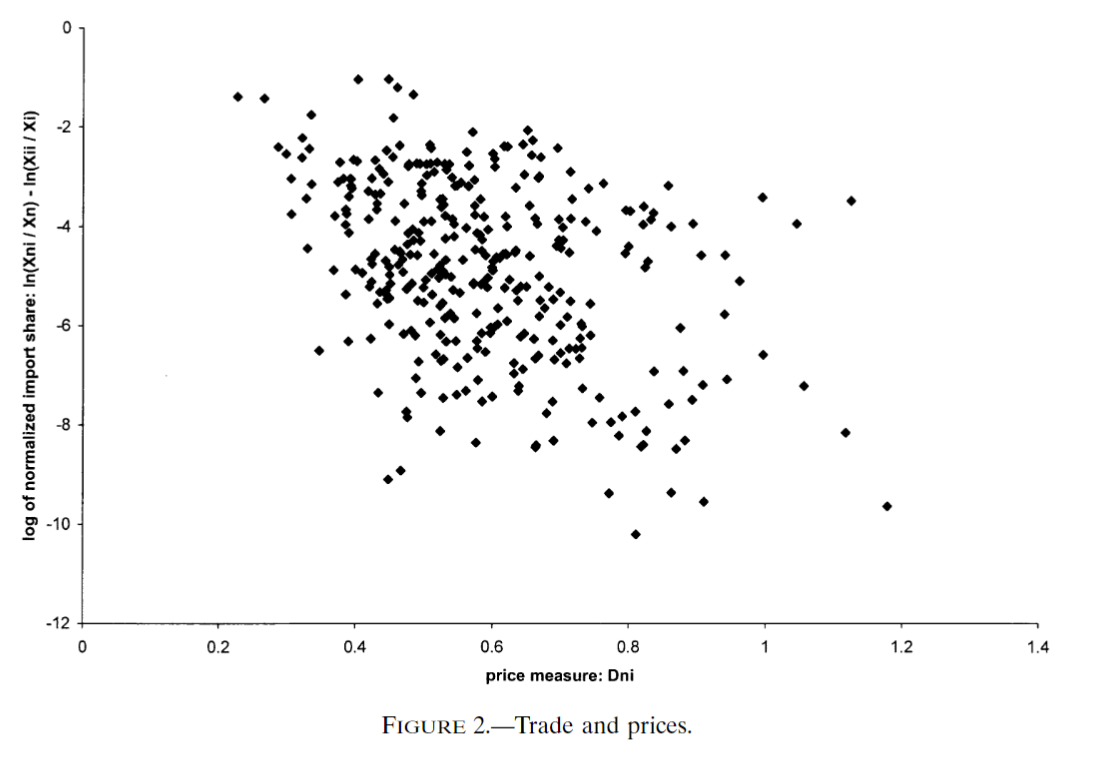 0
-2
-4
-6
-8
-10
-12
log of normalized import share: ln(Xni / Xn) - ln(Xii / Xi)
0 0.2 0.4 0.6 0.8 1 1.2 1.4
price measure: Dni
FIGURE 2.—Trade and prices.